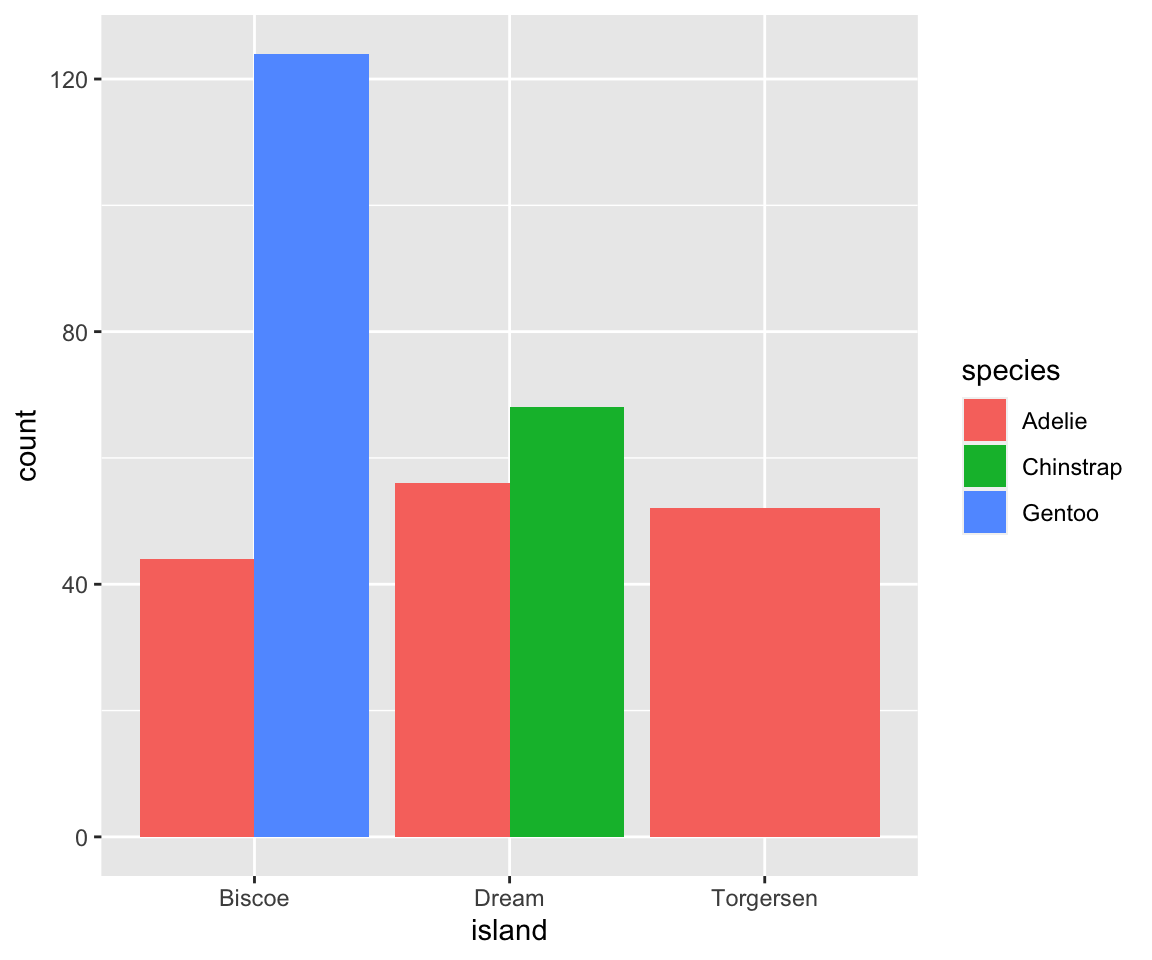 120
80
40
0
count
Biscoe
Dream
Torgersen
island
species
Adelie
Chinstrap
Gentoo